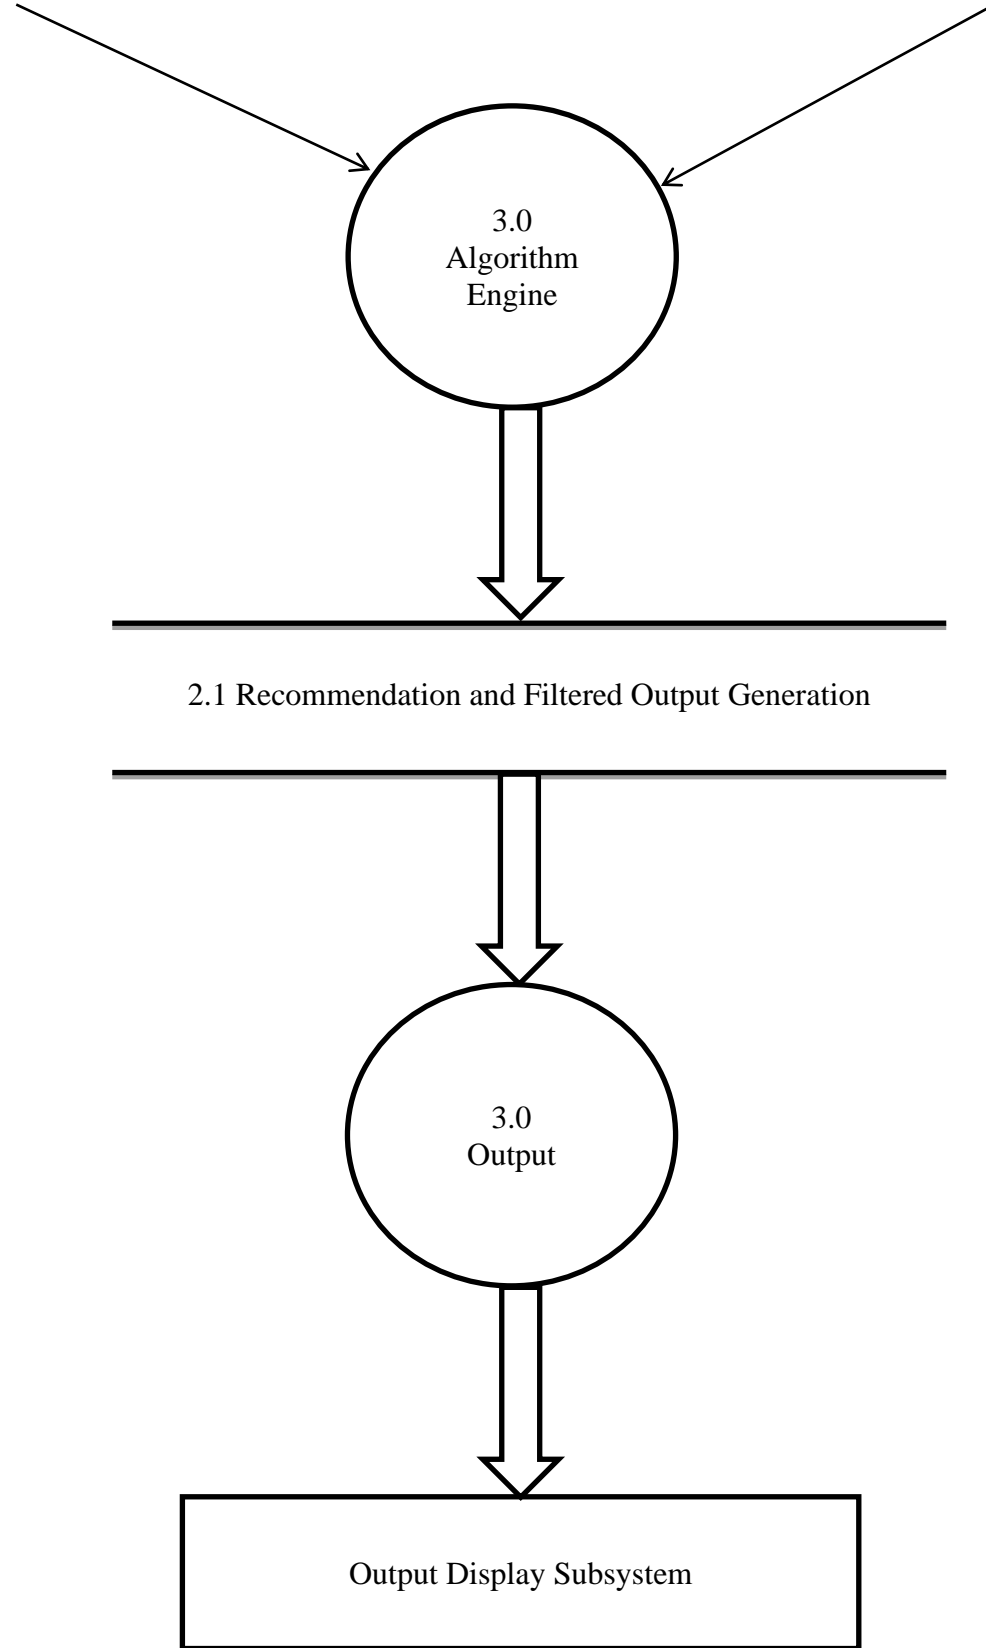 3.0
Algorithm
Engine
2.1 Recommendation and Filtered Output Generation
3.0
Output
Output Display Subsystem